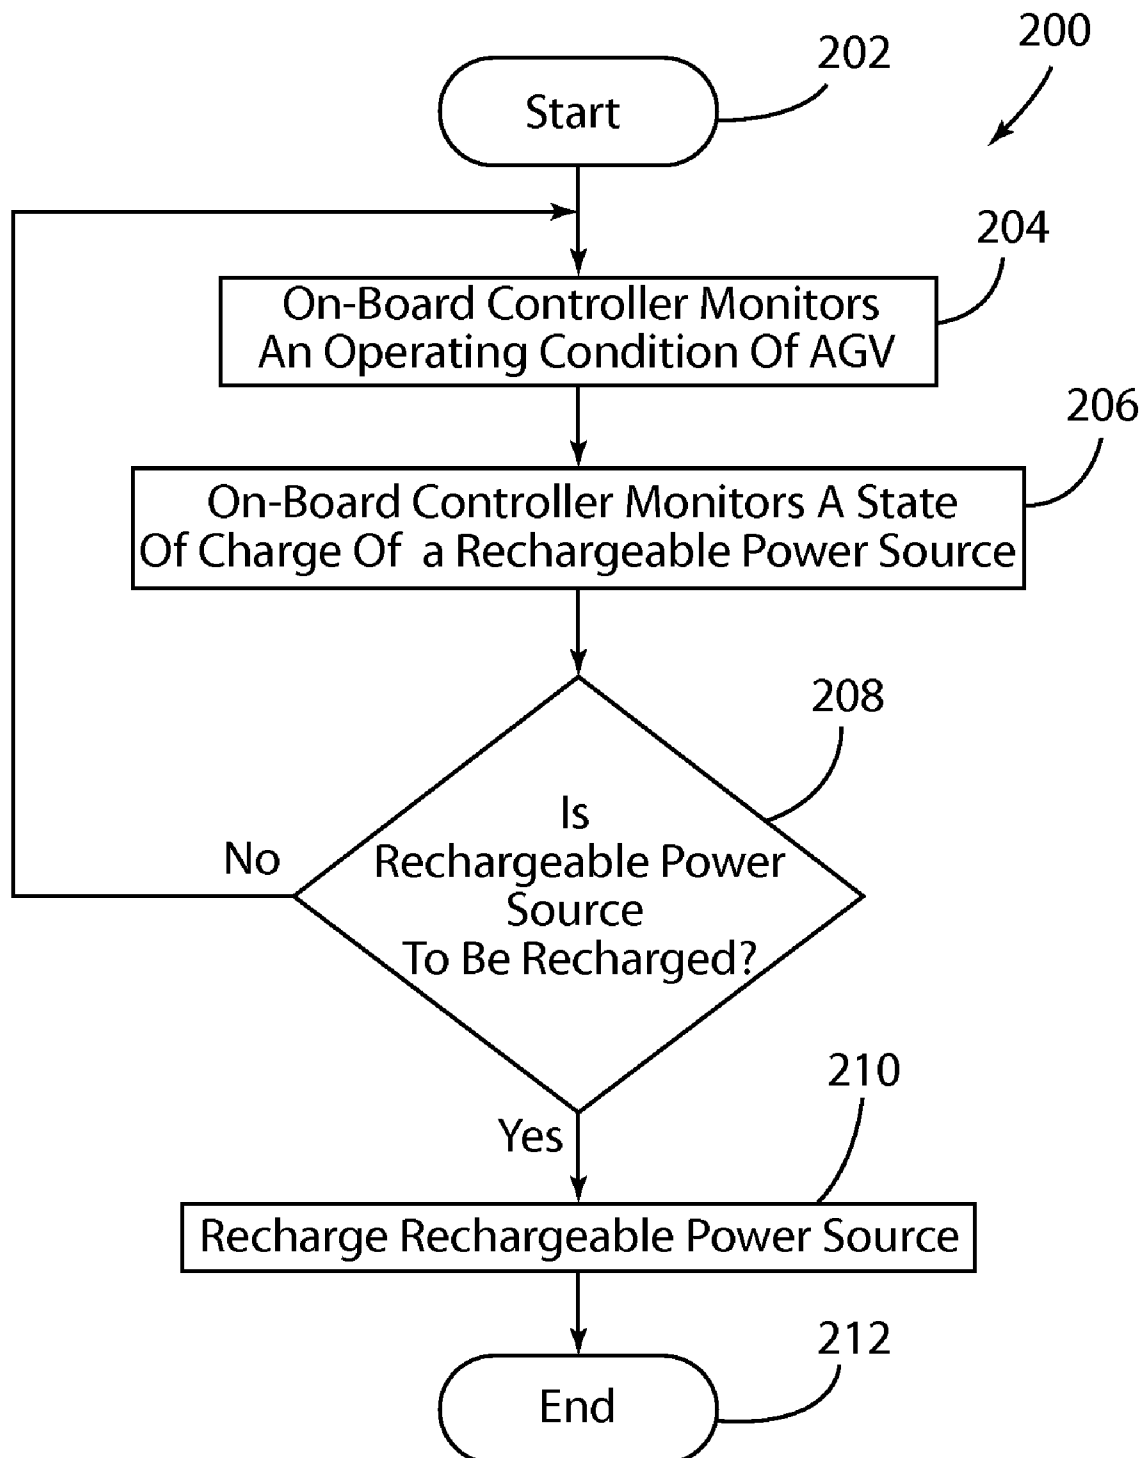 200
202
Start
204
On-Board Controller Monitors
An Operating Condition Of AGV
206
On-Board Controller Monitors A State
Of Charge Of a Rechargeable Power Source
208
Is
Rechargeable Power
Source
To Be Recharged?
No
Yes
210
Recharge Rechargeable Power Source
212
End